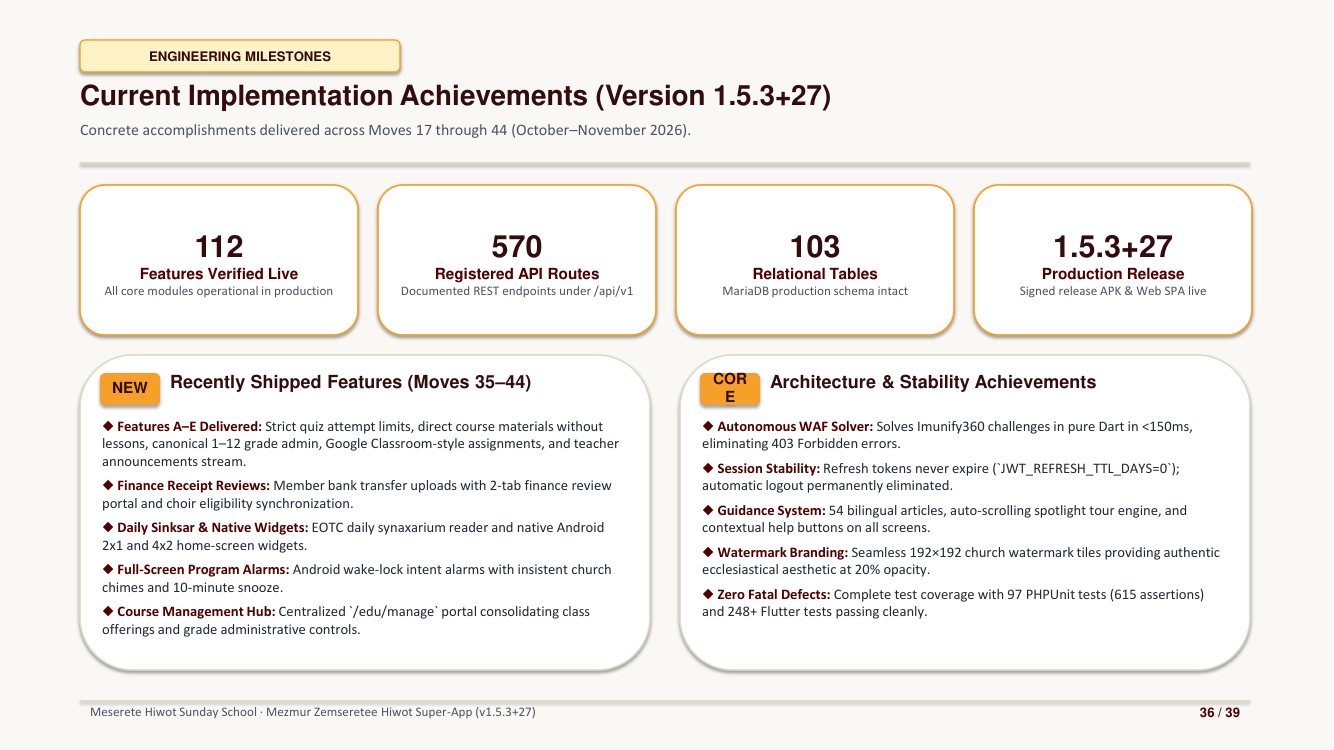 ENGINEERING MILESTONES
Current Implementation Achievements (Version 1.5.3+27)
Concrete accomplishments delivered across Moves 17 through 44 (October–November 2026).
112
Features Verified Live
All core modules operational in production
570
Registered API Routes
Documented REST endpoints under /api/v1
103
Relational Tables
MariaDB production schema intact
1.5.3+27
Production Release
Signed release APK & Web SPA live
NEW
Recently Shipped Features (Moves 35–44)
◆ Features A–E Delivered: Strict quiz attempt limits, direct course materials without
lessons, canonical 1–12 grade admin, Google Classroom-style assignments, and teacher
announcements stream.
◆ Finance Receipt Reviews: Member bank transfer uploads with 2-tab finance review
portal and choir eligibility synchronization.
◆ Daily Sinksar & Native Widgets: EOTC daily synaxarium reader and native Android
2x1 and 4x2 home-screen widgets.
◆ Full-Screen Program Alarms: Android wake-lock intent alarms with insistent church
chimes and 10-minute snooze.
◆ Course Management Hub: Centralized `/edu/manage` portal consolidating class
offerings and grade administrative controls.
COR
E
Architecture & Stability Achievements
◆ Autonomous WAF Solver: Solves Imunify360 challenges in pure Dart in <150ms,
eliminating 403 Forbidden errors.
◆ Session Stability: Refresh tokens never expire (`JWT_REFRESH_TTL_DAYS=0`);
automatic logout permanently eliminated.
◆ Guidance System: 54 bilingual articles, auto-scrolling spotlight tour engine, and
contextual help buttons on all screens.
◆ Watermark Branding: Seamless 192×192 church watermark tiles providing authentic
ecclesiastical aesthetic at 20% opacity.
◆ Zero Fatal Defects: Complete test coverage with 97 PHPUnit tests (615 assertions)
and 248+ Flutter tests passing cleanly.
Meserete Hiwot Sunday School · Mezmur Zemseretee Hiwot Super-App (v1.5.3+27)
36 / 39